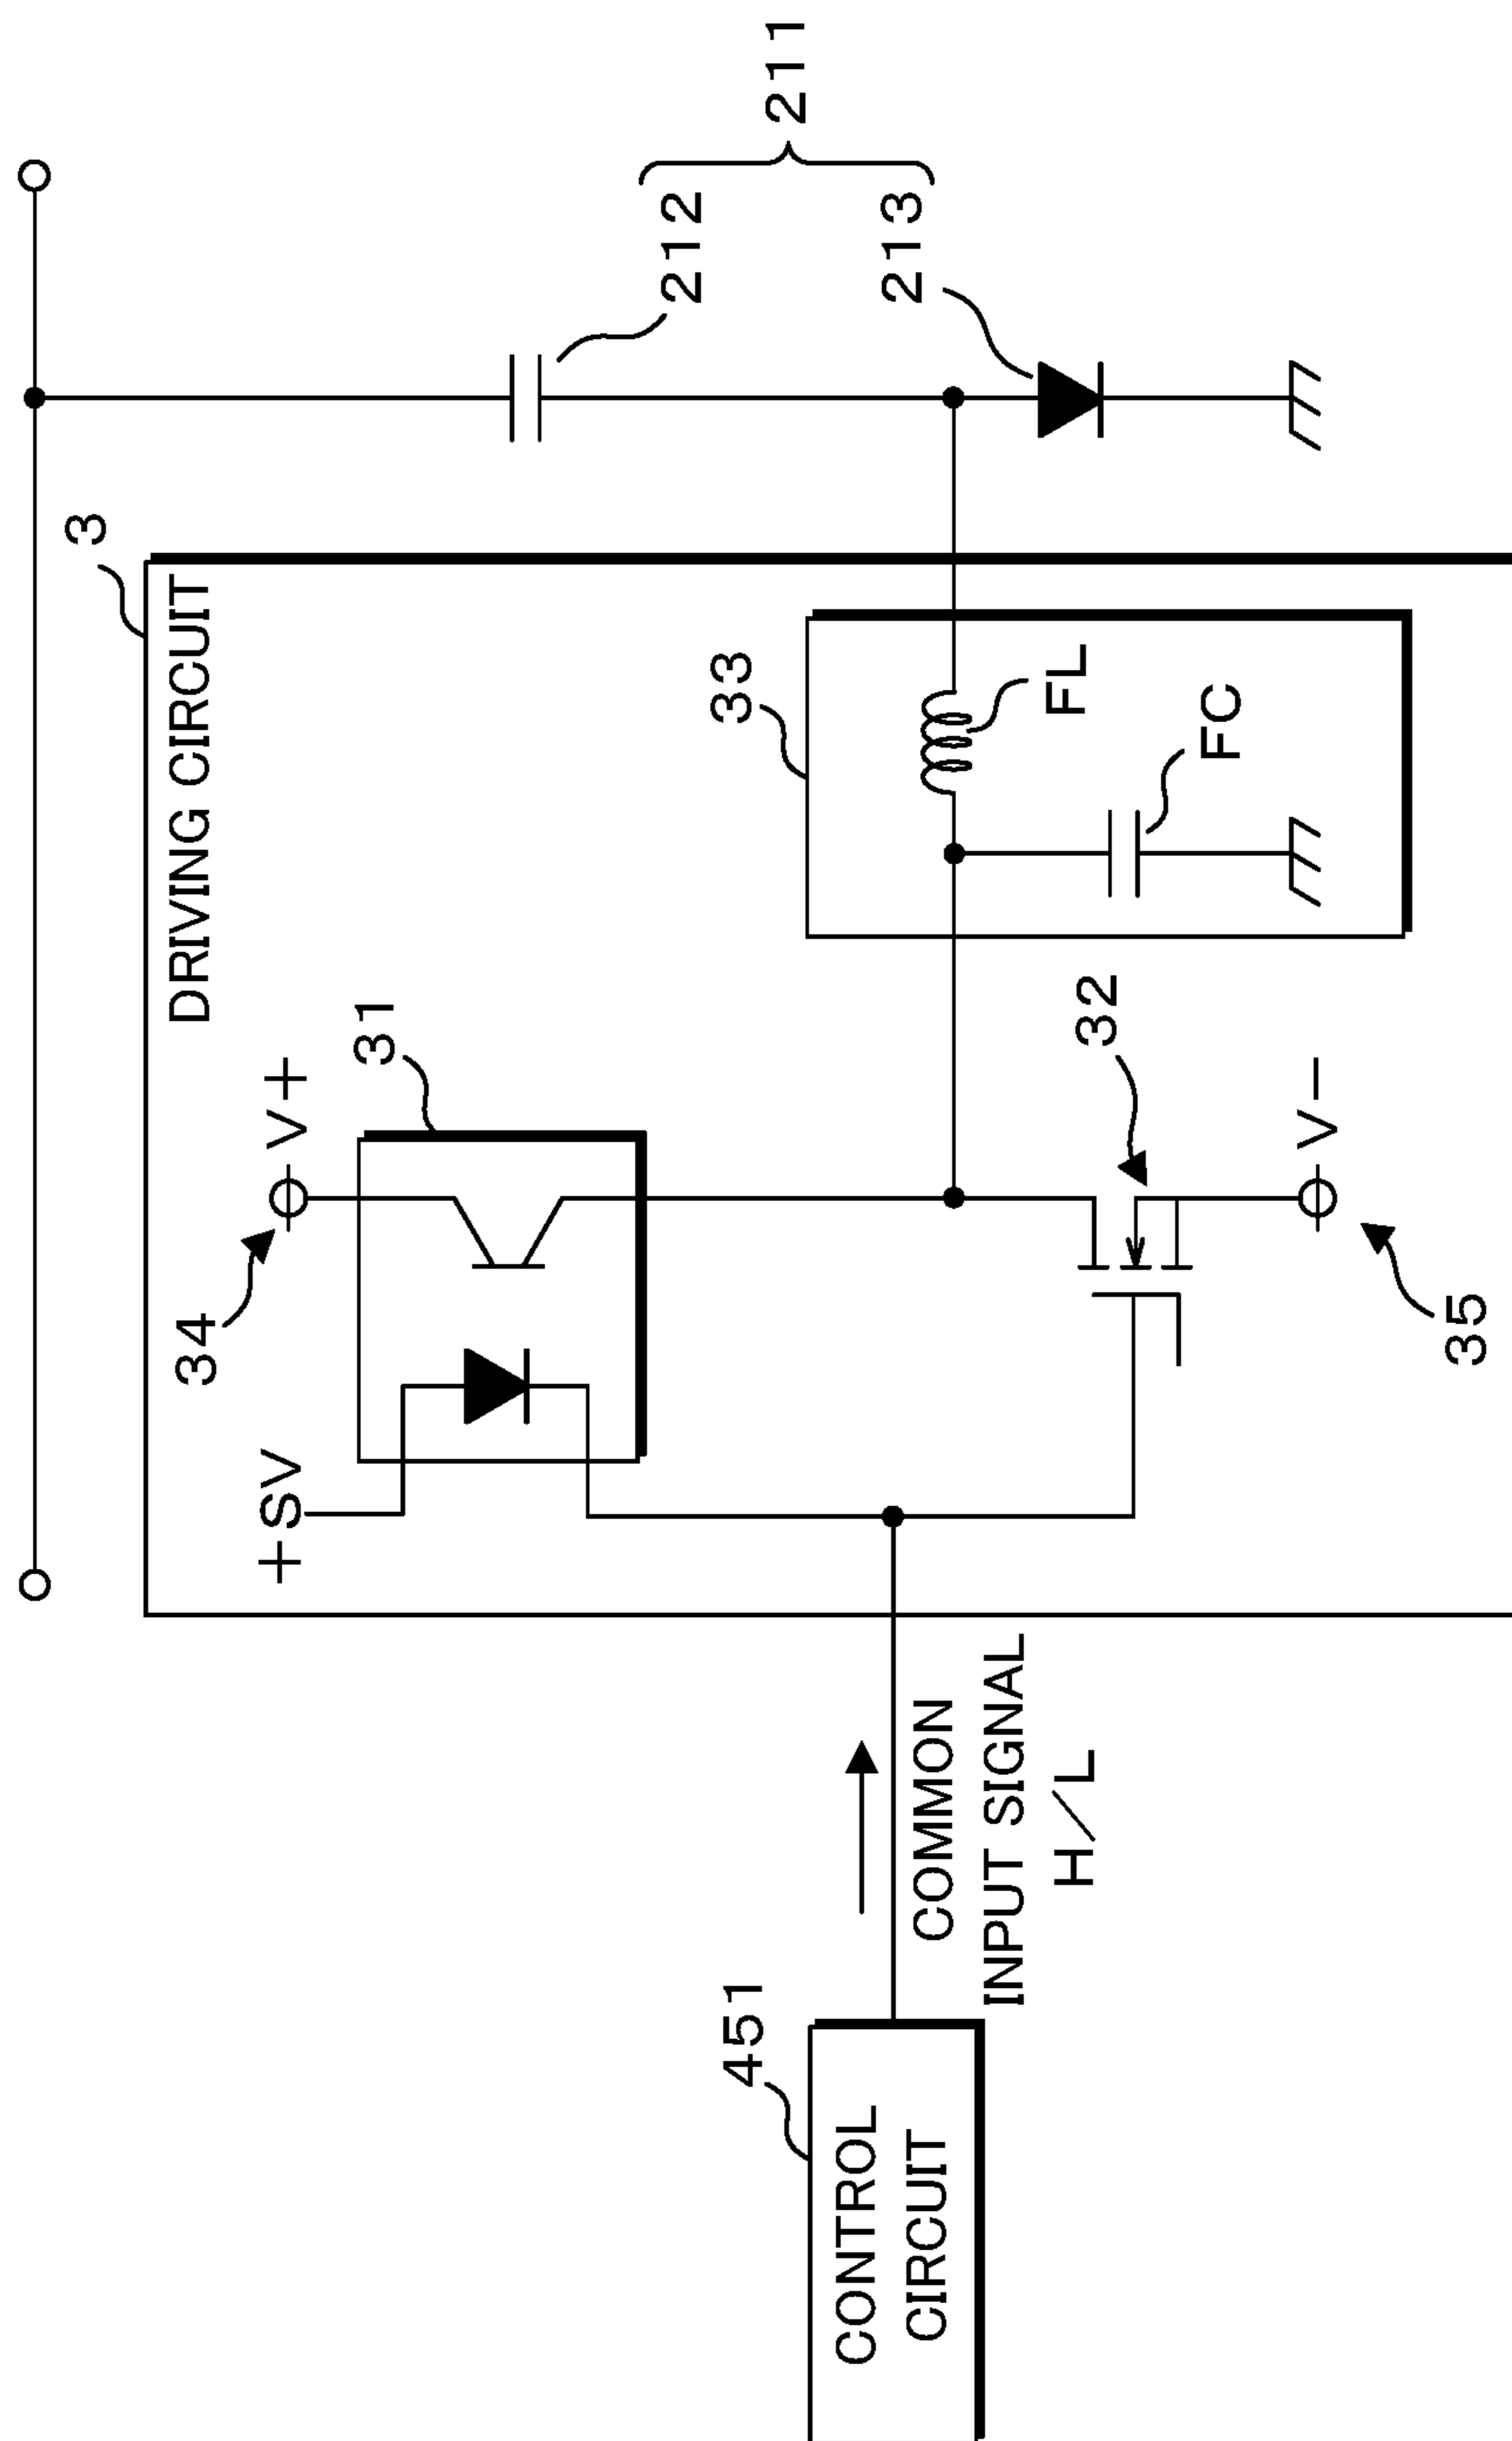 CONTROL
CIRCUIT
451
COMMON
INPUT SIGNAL
H/L
DRIVING CIRCUIT
3
+SV
34
V+
31
33
FL
FC
32
V−
35
212
213
211